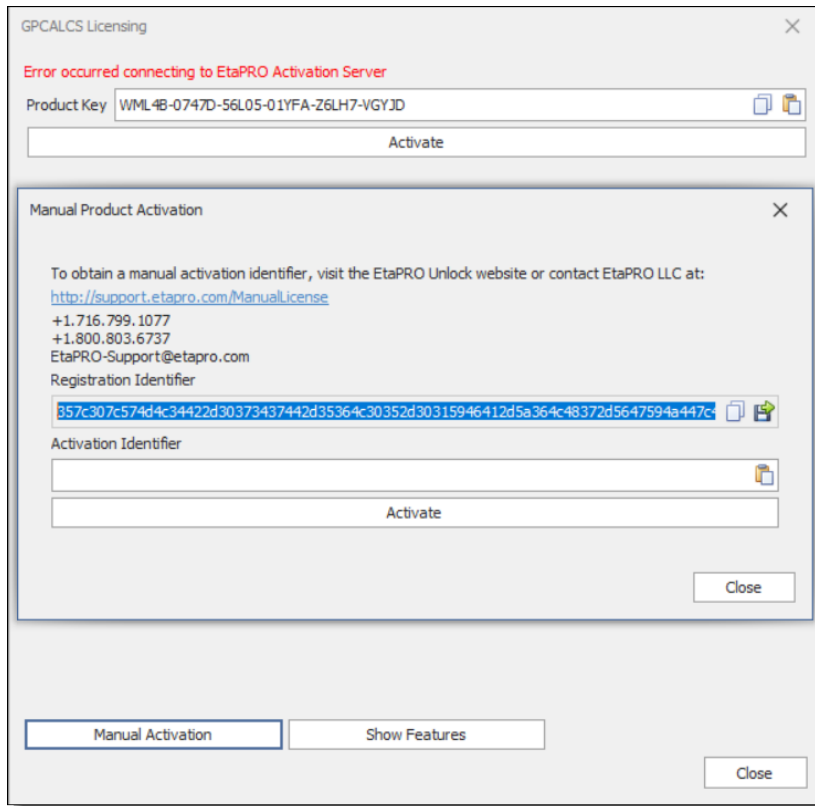 GPCALCS Licensing
Error occurred connecting to EtaPRO Activation Server
Product Key WML4B-0747D-56L05-01YFA-Z6LH7-VGYJD
Activate
Manual Product Activation
To obtain a manual activation identifier, visit the EtaPRO Unlock website or contact EtaPRO LLC at:
http://support.etapro.com/ManualLicense
+1.716.799.1077
+1.800.803.6737
EtaPRO-Support@etapro.com
Registration Identifier
357c307c574d4c34422d30373437442d35364c30352d30315946412d5a364c48372d5647594a447c4
Activation Identifier
Activate
Close
Manual Activation
Show Features
Close